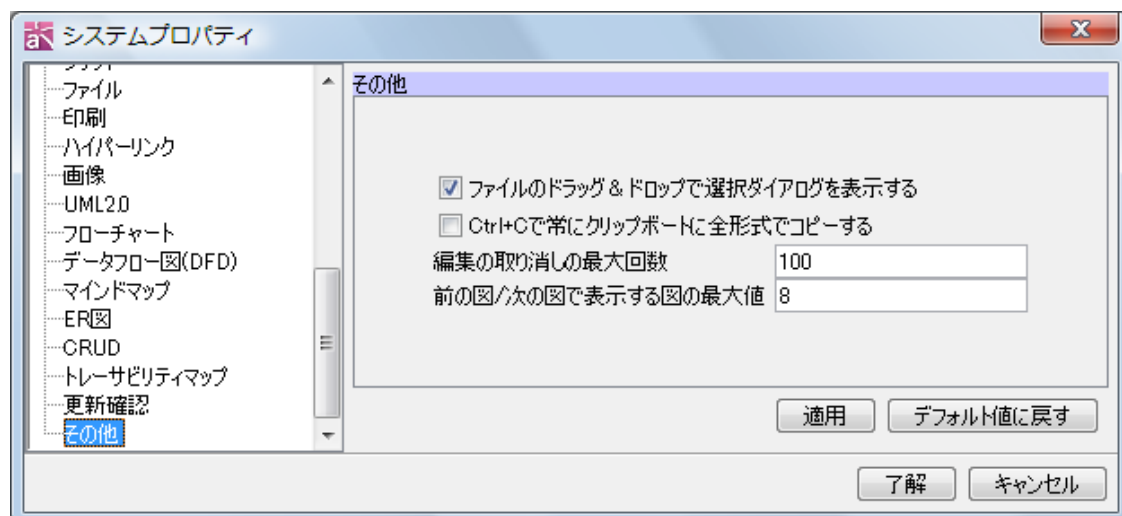 システムプロパティ
ファイル
印刷
ハイパーリンク
画像
UML2.0
フローチャート
データフロー図(DFD)
マインドマップ
ER図
CRUD
トレーサビリティマップ
更新確認
その他
その他
ファイルのドラッグ&ドロップで選択ダイアログを表示する
Ctrl+Cで常にクリップボードに全形式でコピーする
編集の取り消しの最大回数 100
前の図/次の図で表示する図の最大値 8
適用 デフォルト値に戻す
了解 キャンセル